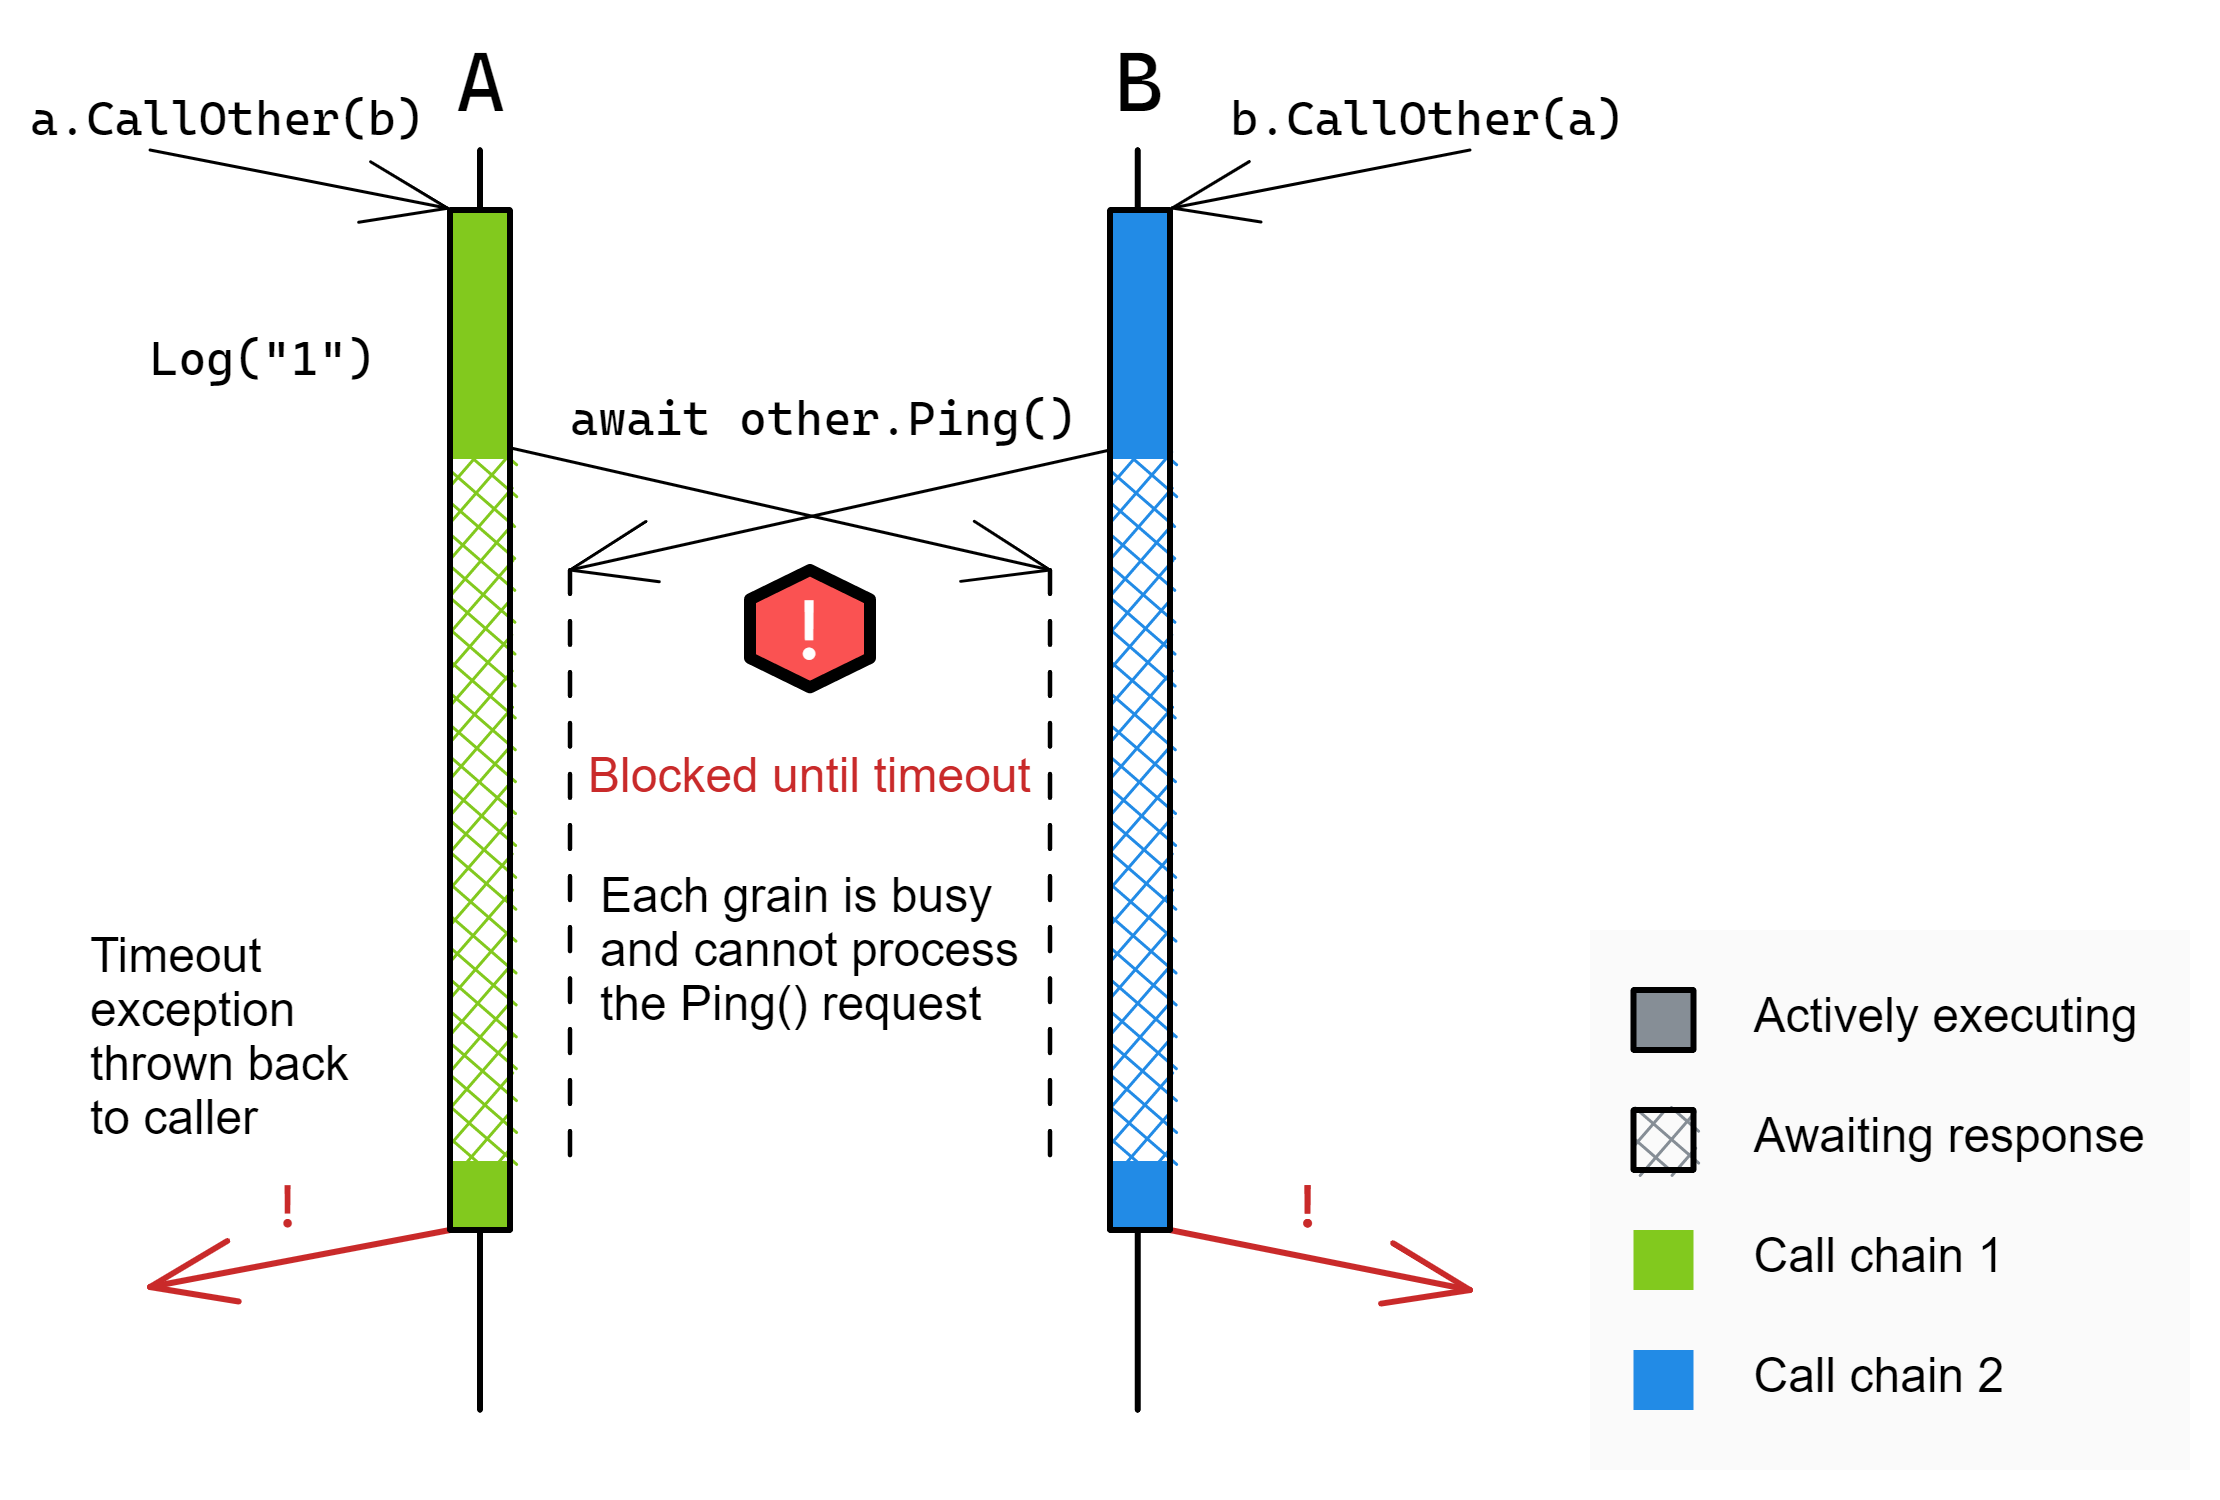 A
B
a.CallOther(b)
b.CallOther(a)
Log("1")
await other.Ping()
!
Blocked until timeout
Each grain is busy
and cannot process
the Ping() request
Timeout
exception
thrown back
to caller
!
!
Actively executing
Awaiting response
Call chain 1
Call chain 2